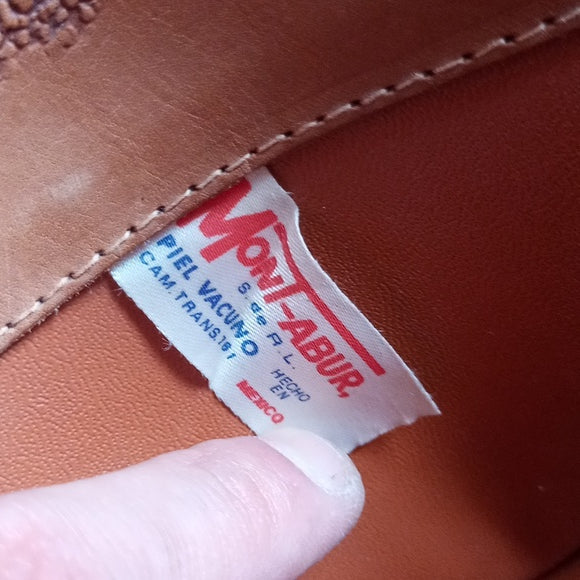 MONT-ABUR,
S. de R.L.
PIEL VACUNO
CAM.TRANS.161
HECHO
EN
MEXICO